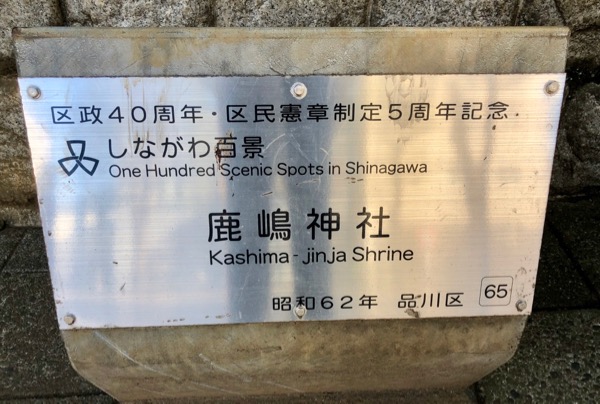 区政40周年・区民憲章制定5周年記念.
しながわ百景
One Hundred Scenic Spots in Shinagawa
鹿嶋神社
Kashima-jinja Shrine
昭和62年 品川区 65